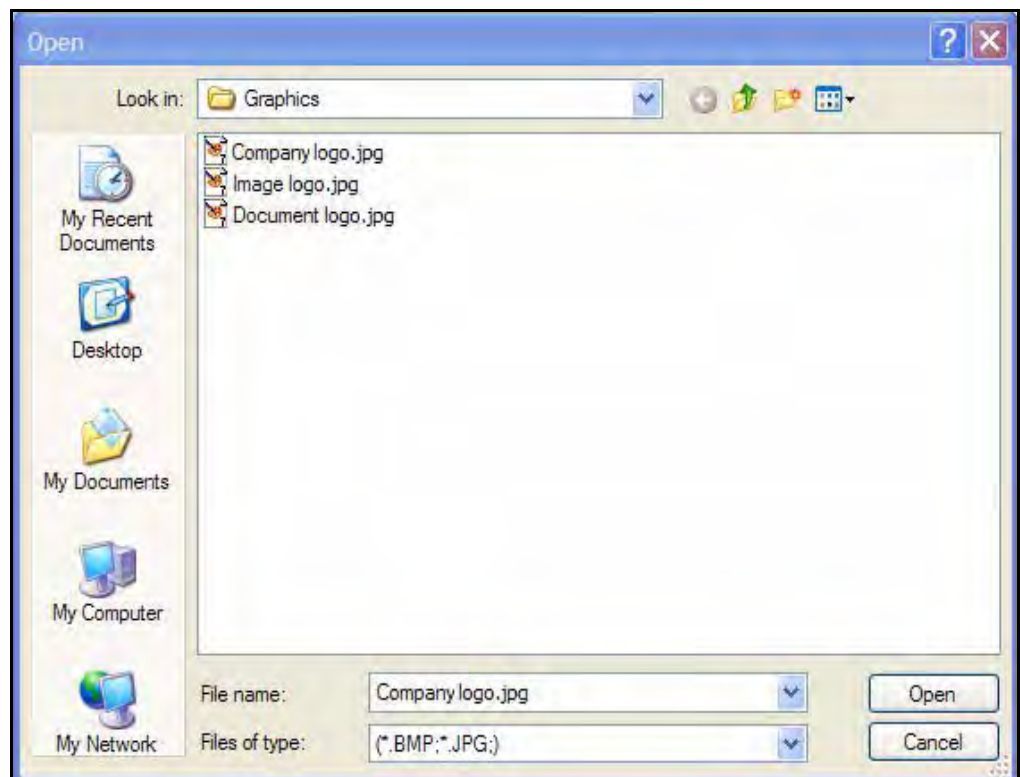 Open
Look in: Graphics
Company logo.jpg
Image logo.jpg
Document logo.jpg
My Recent
Documents
Desktop
My Documents
My Computer
My Network
File name: Company logo.jpg Open
Files of type: (*.BMP;*.JPG;) Cancel